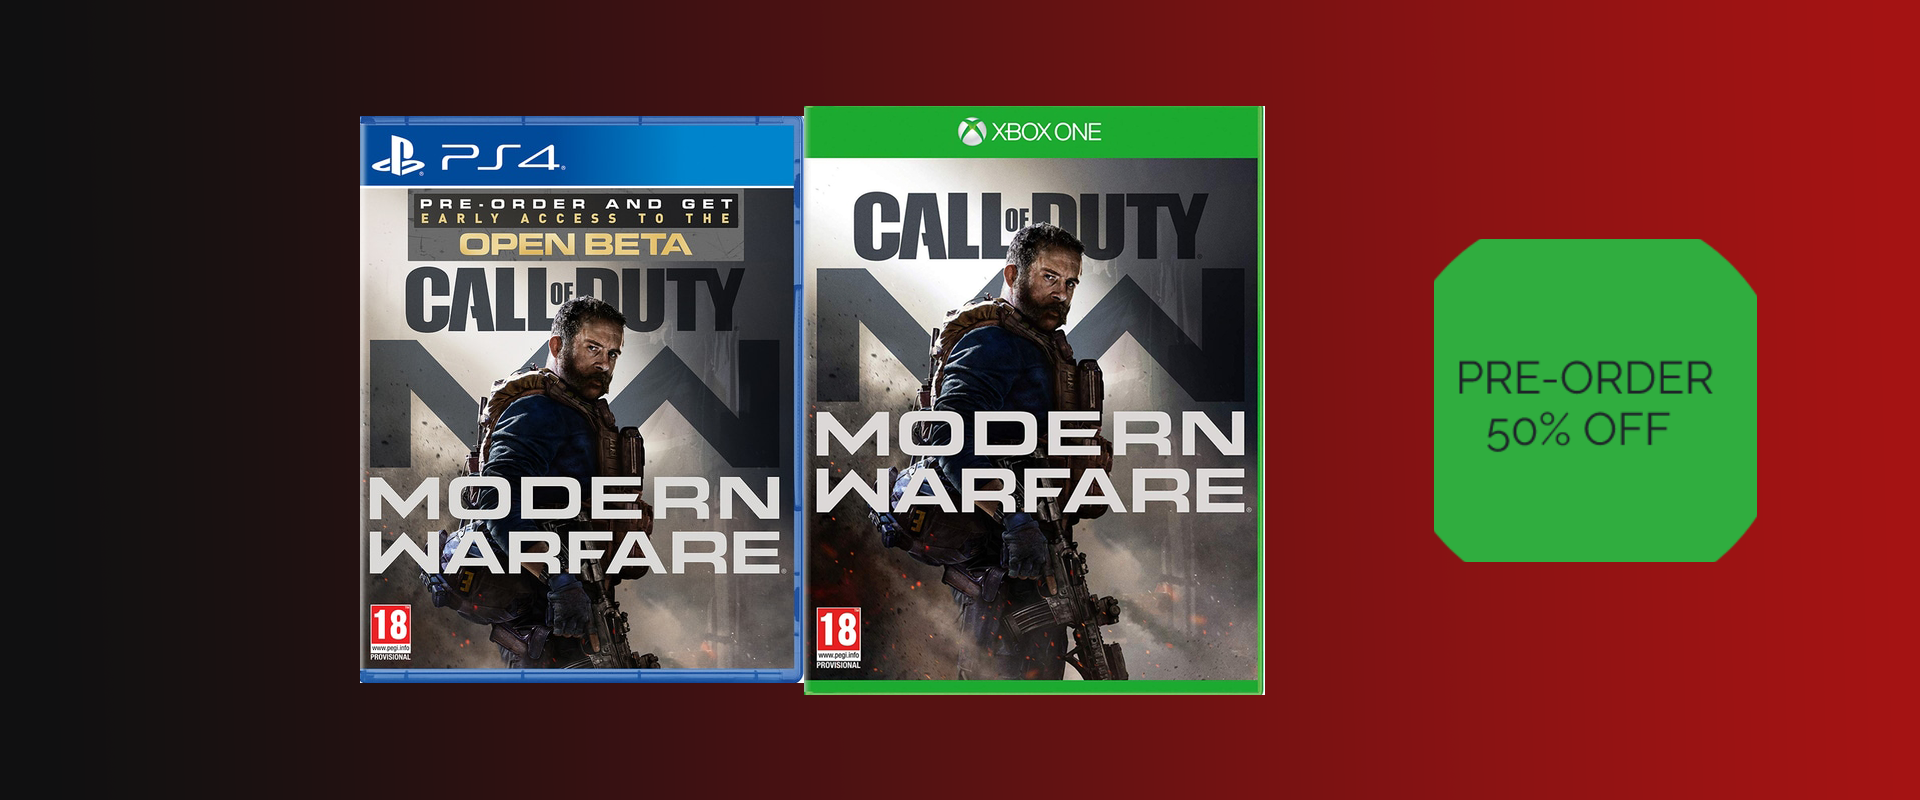 PS4
PRE-ORDER AND GET
EARLY ACCESS TO THE
OPEN BETA
CALL OF DUTY
MODERN
WARFARE
18
www.pegi.info
PROVISIONAL
XBOX ONE
CALL OF DUTY
MODERN
WARFARE
18
www.pegi.info
PROVISIONAL
PRE-ORDER
50% OFF